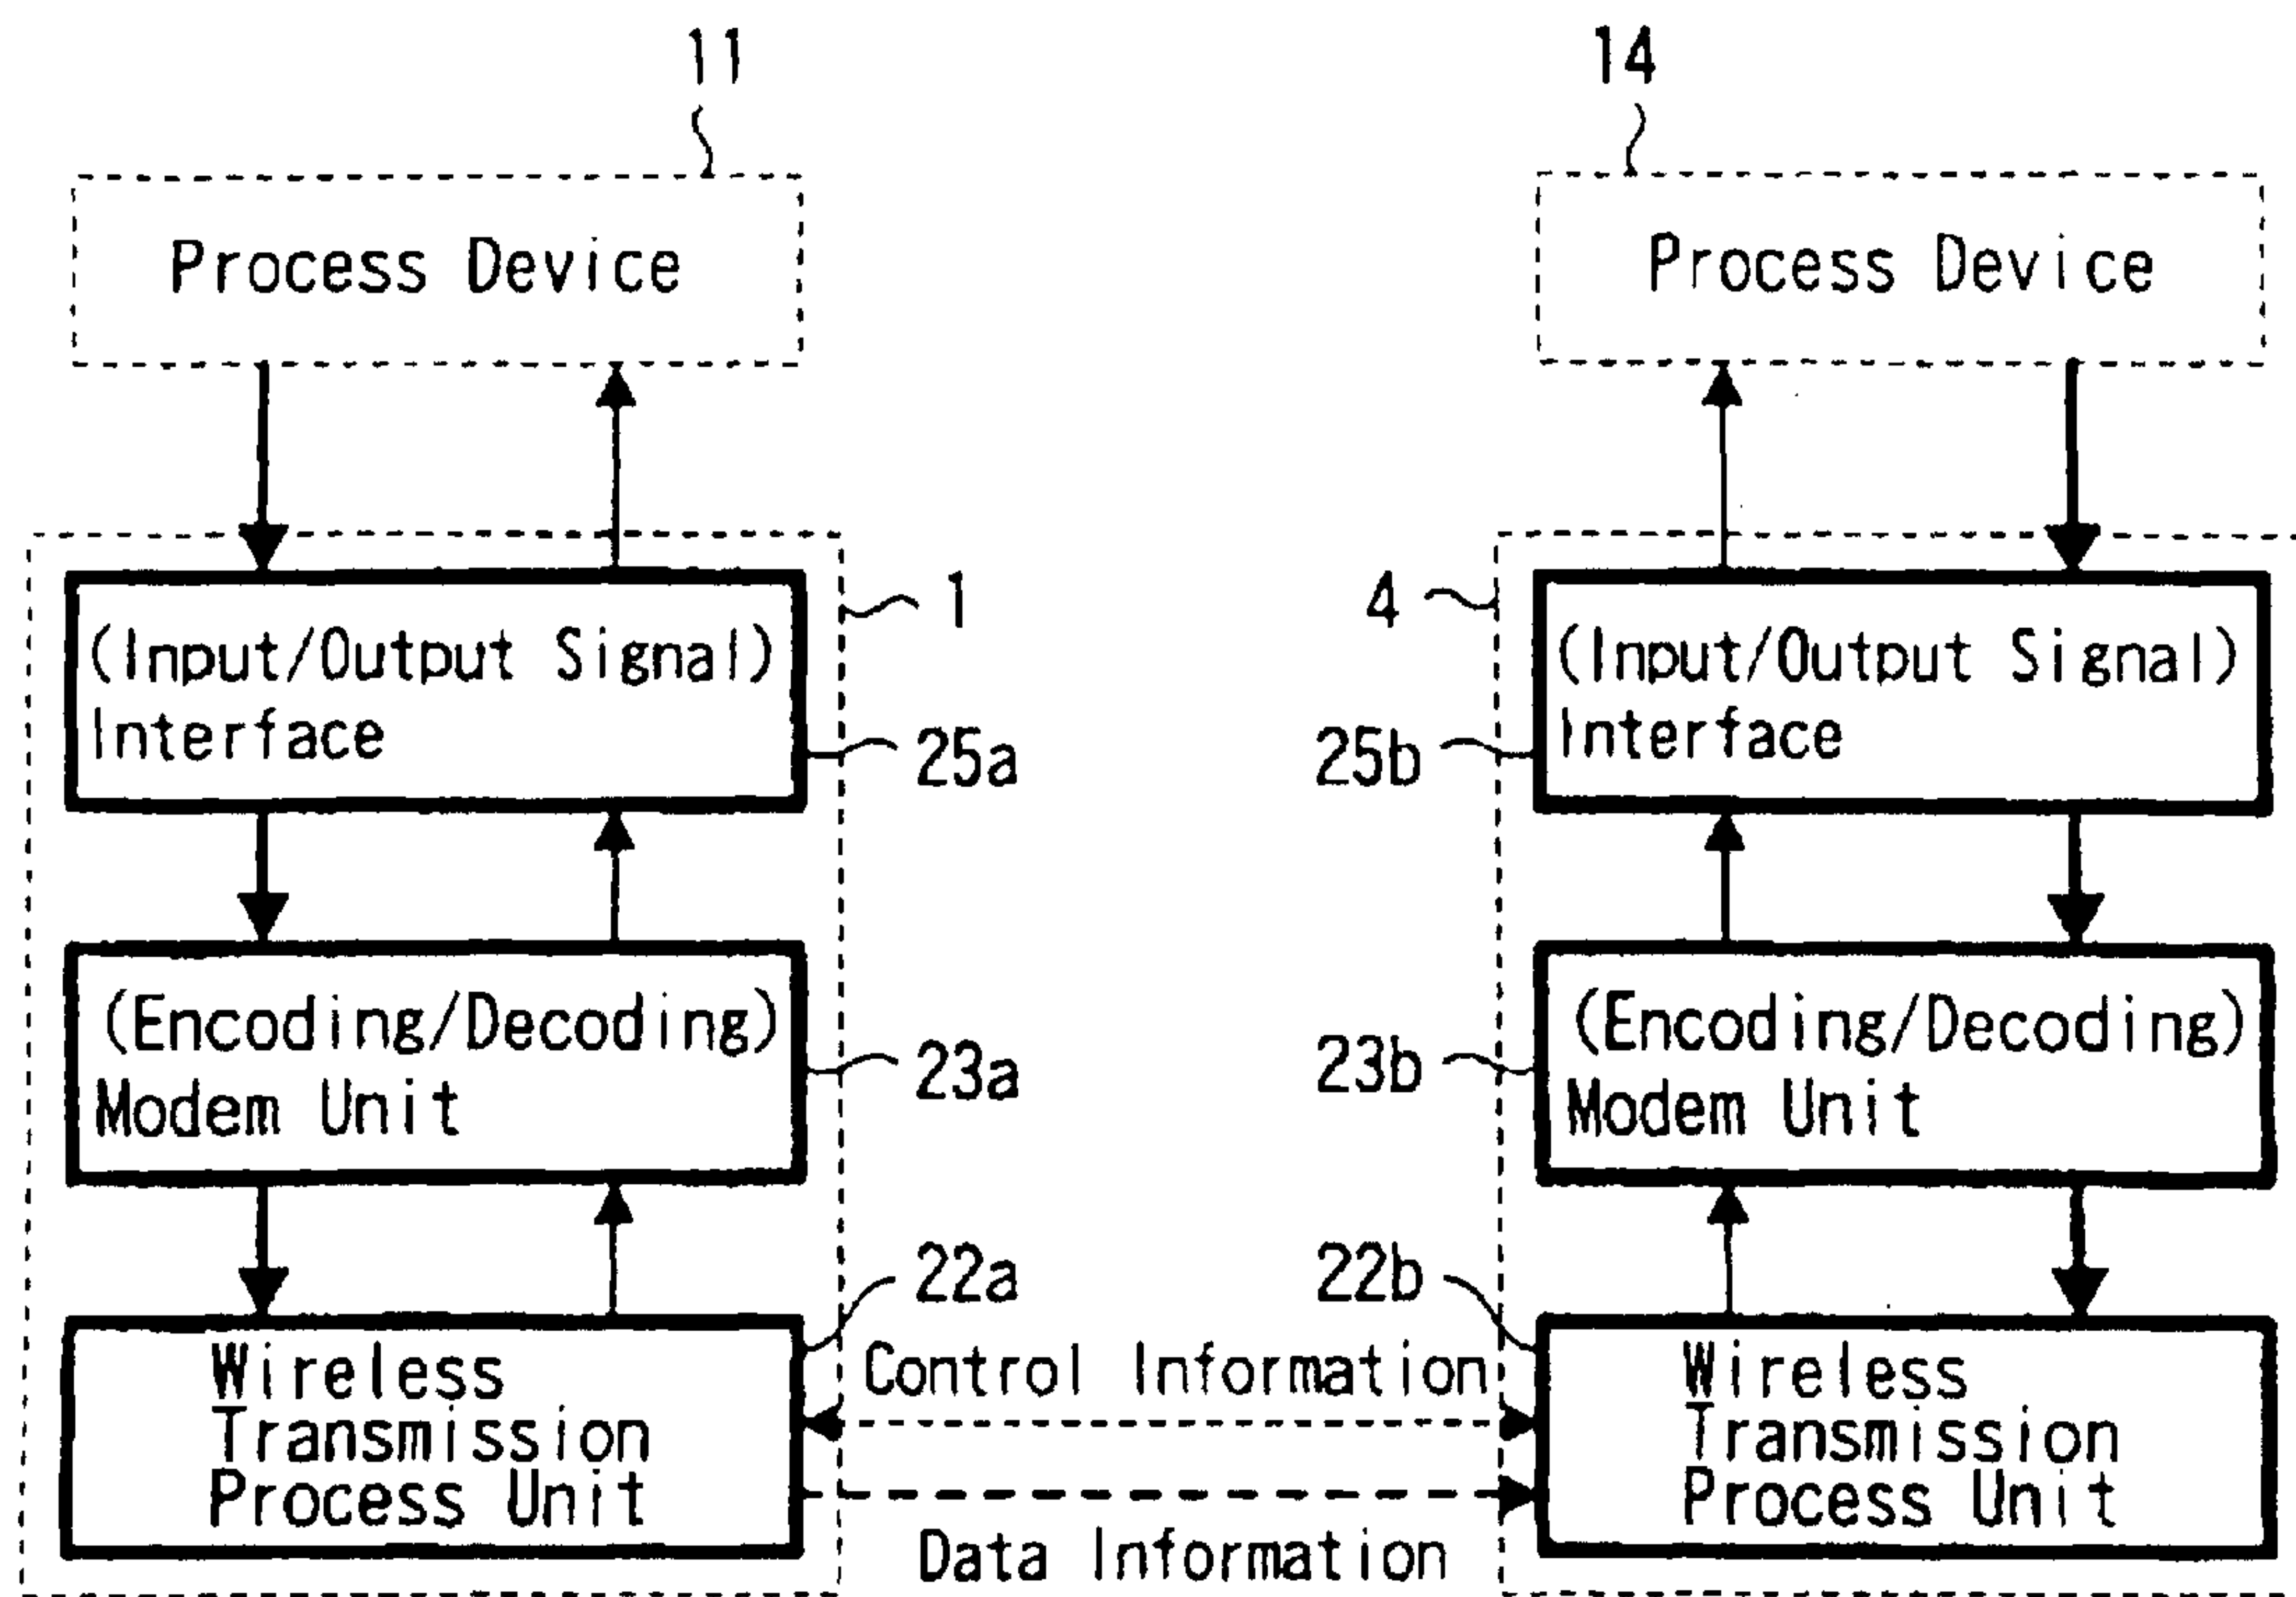 11
14
Process Device
Process Device
1
4
(Input/Output Signal)
Interface
25a
25b
(Input/Output Signal)
Interface
(Encoding/Decoding)
Modem Unit
23a
23b
(Encoding/Decoding)
Modem Unit
22a
22b
Wireless
Transmission
Process Unit
Control Information
Data Information
Wireless
Transmission
Process Unit